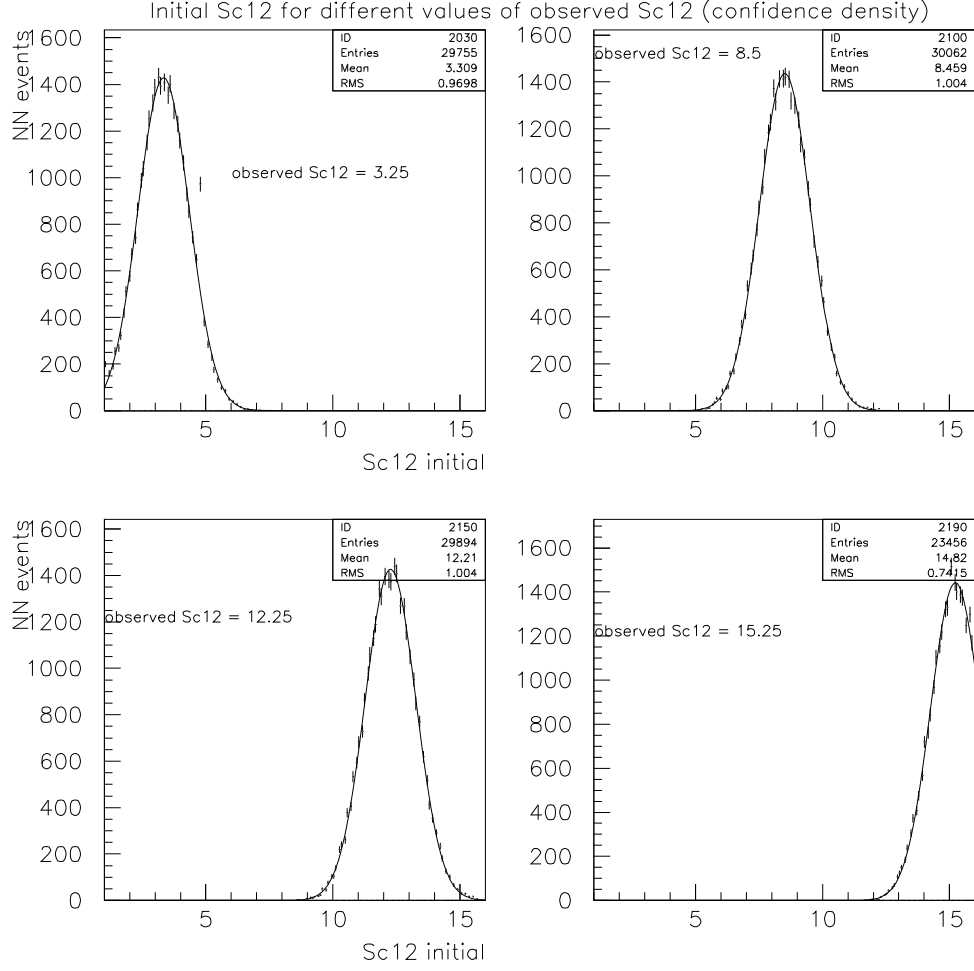 Initial Sc12 for different values of observed Sc12 (confidence density)
NN events
1600
1400
1200
1000
800
600
400
200
0
ID 2030
Entries 29755
Mean 3.309
RMS 0.9698
observed Sc12 = 3.25
5 10 15
Sc12 initial
1600
1400
1200
1000
800
600
400
200
0
observed Sc12 = 8.5
ID 2100
Entries 30062
Mean 8.459
RMS 1.004
5 10 15
Sc12 initial
NN events
1600
1400
1200
1000
800
600
400
200
0
ID 2150
Entries 29894
Mean 12.21
RMS 1.004
observed Sc12 = 12.25
5 10 15
Sc12 initial
1600
1400
1200
1000
800
600
400
200
0
ID 2190
Entries 23456
Mean 14.82
RMS 0.7415
observed Sc12 = 15.25
5 10 15